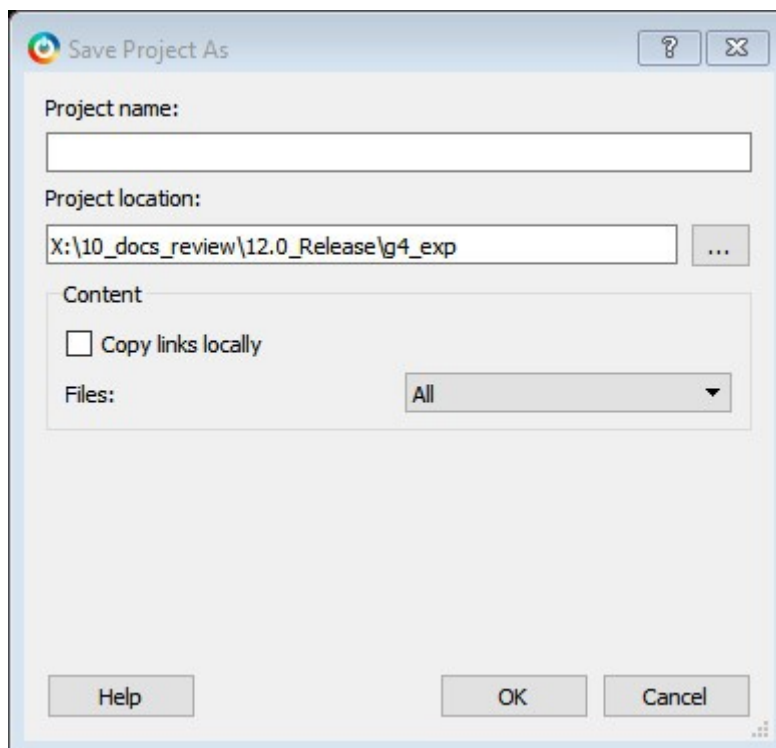 Save Project As
Project name:
Project location:
X:\10_docs_review\12.0_Release\g4_exp
...
Content
Copy links locally
Files:
All
Help
OK
Cancel